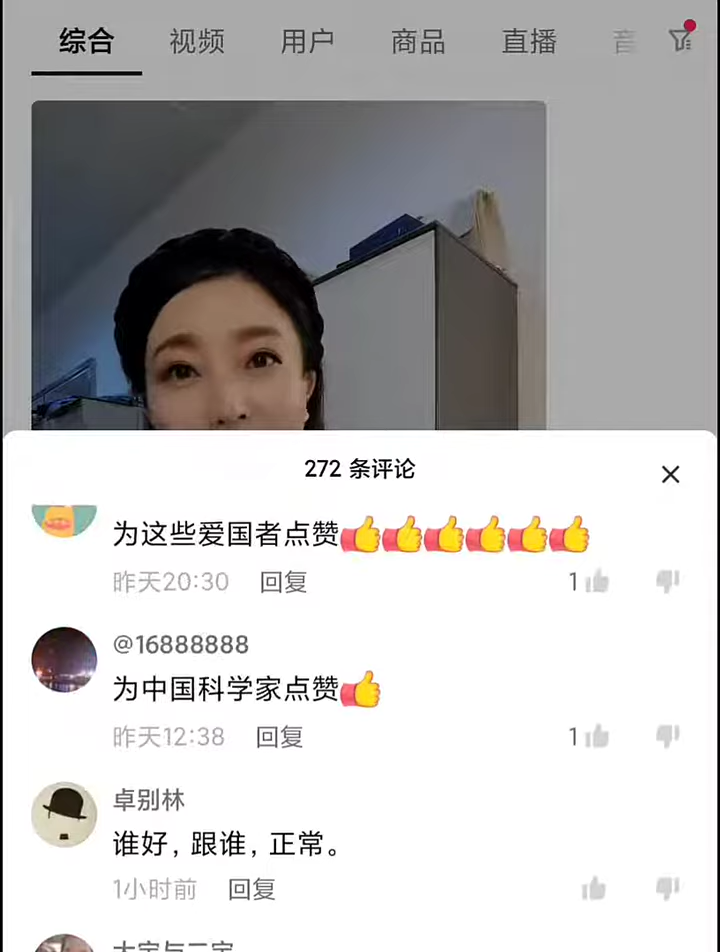 综合 视频 用户 商品 直播 音
272 条评论
为这些爱国者点赞
昨天20:30 回复 1
@16888888
为中国科学家点赞
昨天12:38 回复 1
卓别林
谁好，跟谁，正常。
1小时前 回复